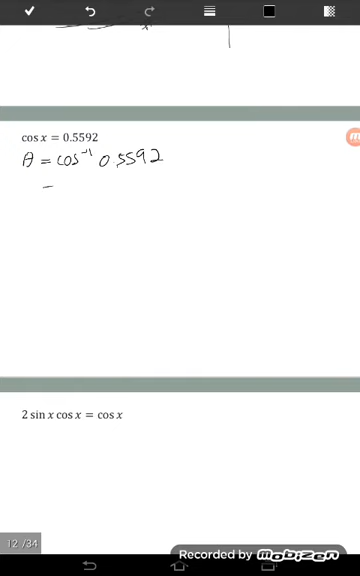 cos x = 0.5592
θ = cos⁻¹ 0.5592
=
2 sin x cos x = cos x
12 /34
Recorded by Mobizen